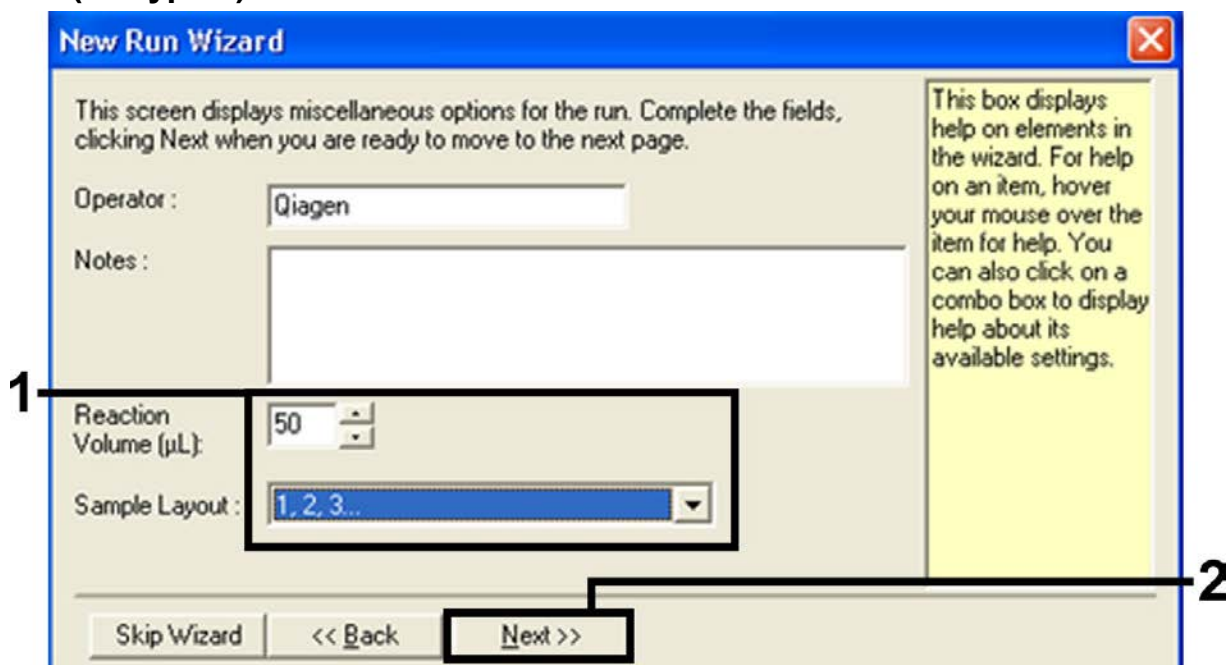 New Run Wizard
This screen displays miscellaneous options for the run. Complete the fields,
clicking Next when you are ready to move to the next page.
Operator :
Qiagen
Notes :
1
Reaction
Volume (µL):
50
Sample Layout :
1, 2, 3...
This box displays
help on elements in
the wizard. For help
on an item, hover
your mouse over the
item for help. You
can also click on a
combo box to display
help about its
available settings.
2
Skip Wizard
<< Back
Next >>